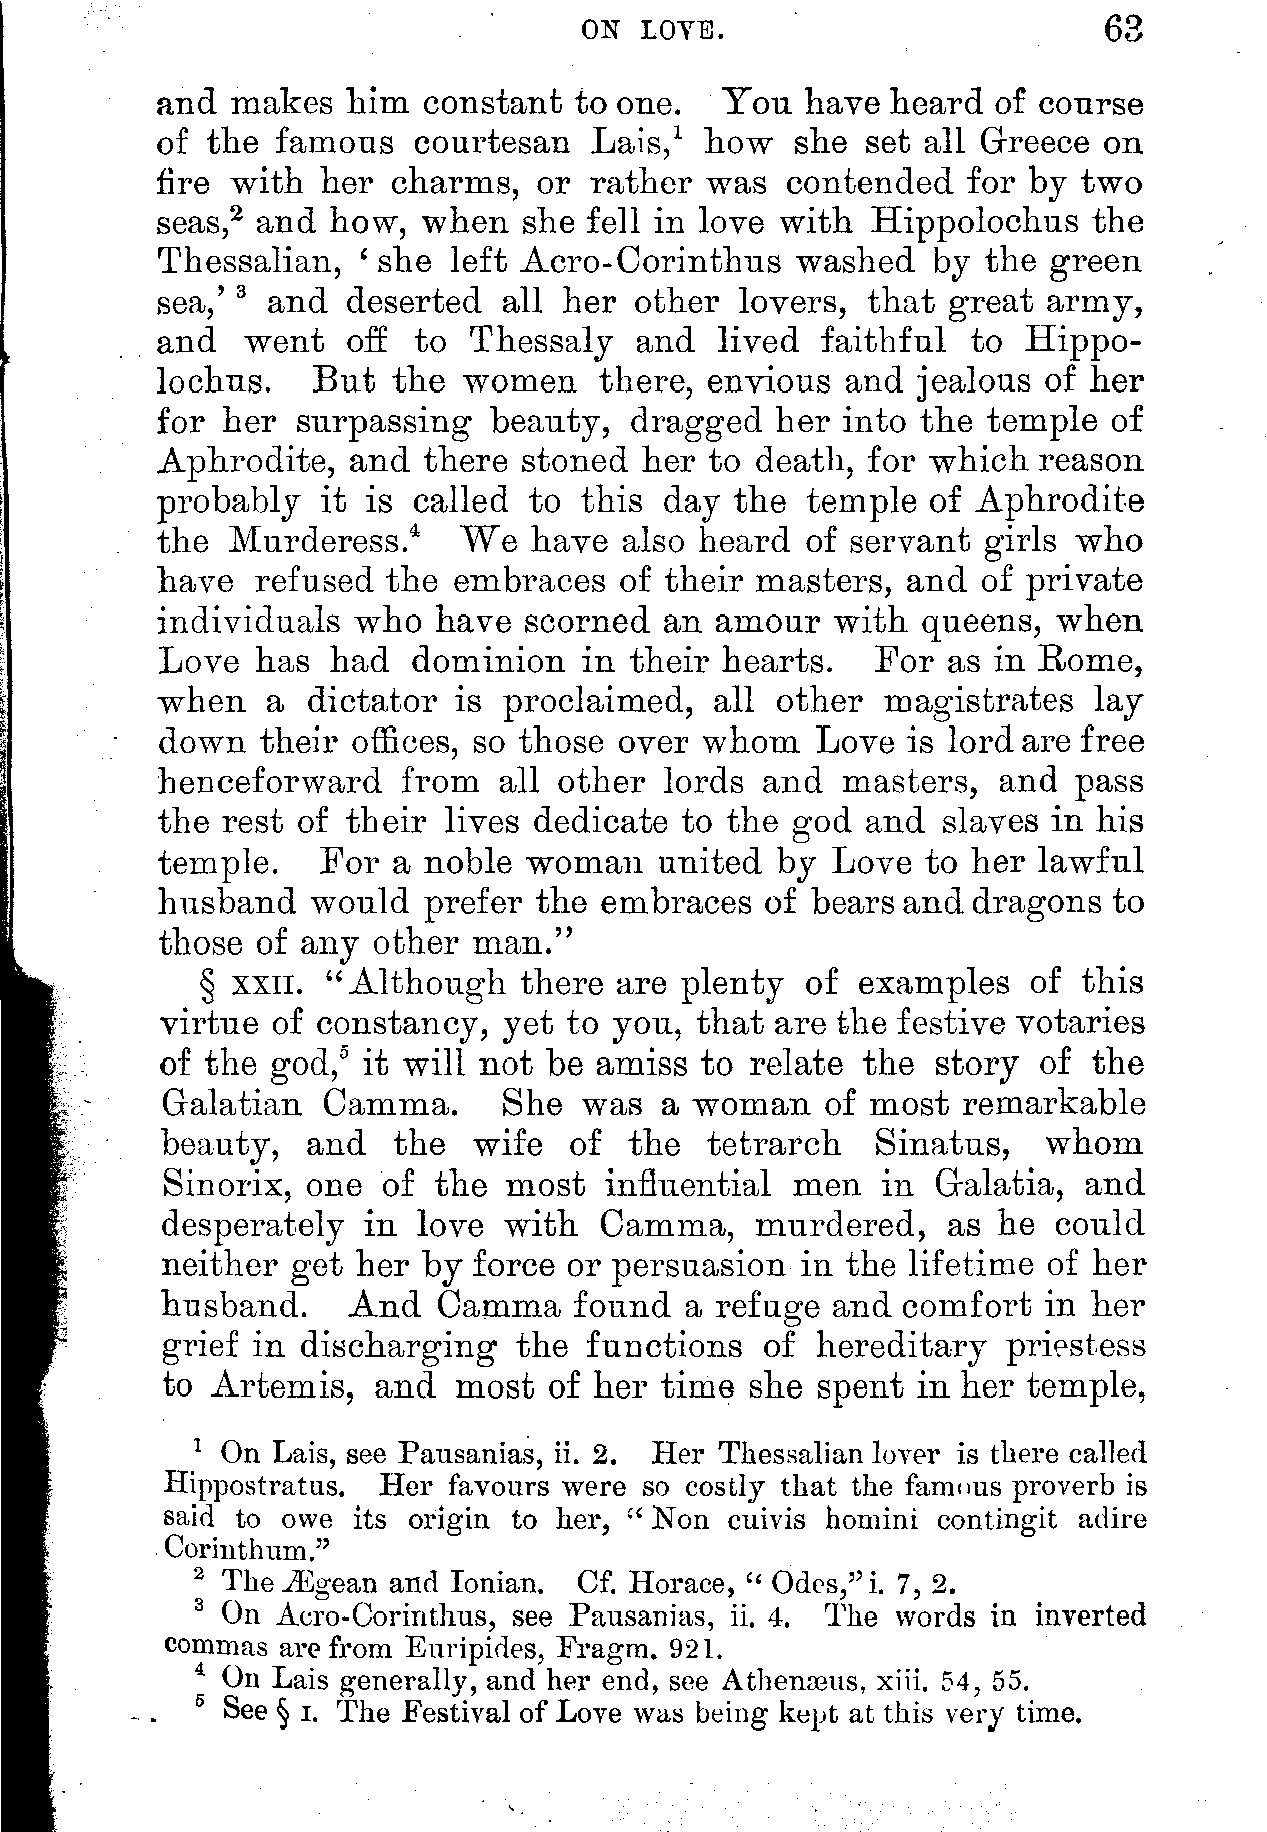 ON LOVE. 63
and makes him constant to one. You have heard of course
of the famous courtesan Lais,¹ how she set all Greece on
fire with her charms, or rather was contended for by two
seas,² and how, when she fell in love with Hippolochus the
Thessalian, ‘ she left Acro-Corinthus washed by the green
sea,’ ³ and deserted all her other lovers, that great army,
and went off to Thessaly and lived faithful to Hippo-
lochus. But the women there, envious and jealous of her
for her surpassing beauty, dragged her into the temple of
Aphrodite, and there stoned her to death, for which reason
probably it is called to this day the temple of Aphrodite
the Murderess.⁴ We have also heard of servant girls who
have refused the embraces of their masters, and of private
individuals who have scorned an amour with queens, when
Love has had dominion in their hearts. For as in Rome,
when a dictator is proclaimed, all other magistrates lay
down their offices, so those over whom Love is lord are free
henceforward from all other lords and masters, and pass
the rest of their lives dedicate to the god and slaves in his
temple. For a noble woman united by Love to her lawful
husband would prefer the embraces of bears and dragons to
those of any other man.”
§ XXII. “Although there are plenty of examples of this
virtue of constancy, yet to you, that are the festive votaries
of the god,⁵ it will not be amiss to relate the story of the
Galatian Camma. She was a woman of most remarkable
beauty, and the wife of the tetrarch Sinatus, whom
Sinorix, one of the most influential men in Galatia, and
desperately in love with Camma, murdered, as he could
neither get her by force or persuasion in the lifetime of her
husband. And Camma found a refuge and comfort in her
grief in discharging the functions of hereditary priestess
to Artemis, and most of her time she spent in her temple,
¹ On Lais, see Pausanias, ii. 2. Her Thessalian lover is there called
Hippostratus. Her favours were so costly that the famous proverb is
said to owe its origin to her, “ Non cuivis homini contingit adire
Corinthum.”
² The Ægean and Ionian. Cf. Horace, “ Odes,” i. 7, 2.
³ On Acro-Corinthus, see Pausanias, ii. 4. The words in inverted
commas are from Euripides, Fragm. 921.
⁴ On Lais generally, and her end, see Athenæus, xiii. 54, 55.
⁵ See § I. The Festival of Love was being kept at this very time.